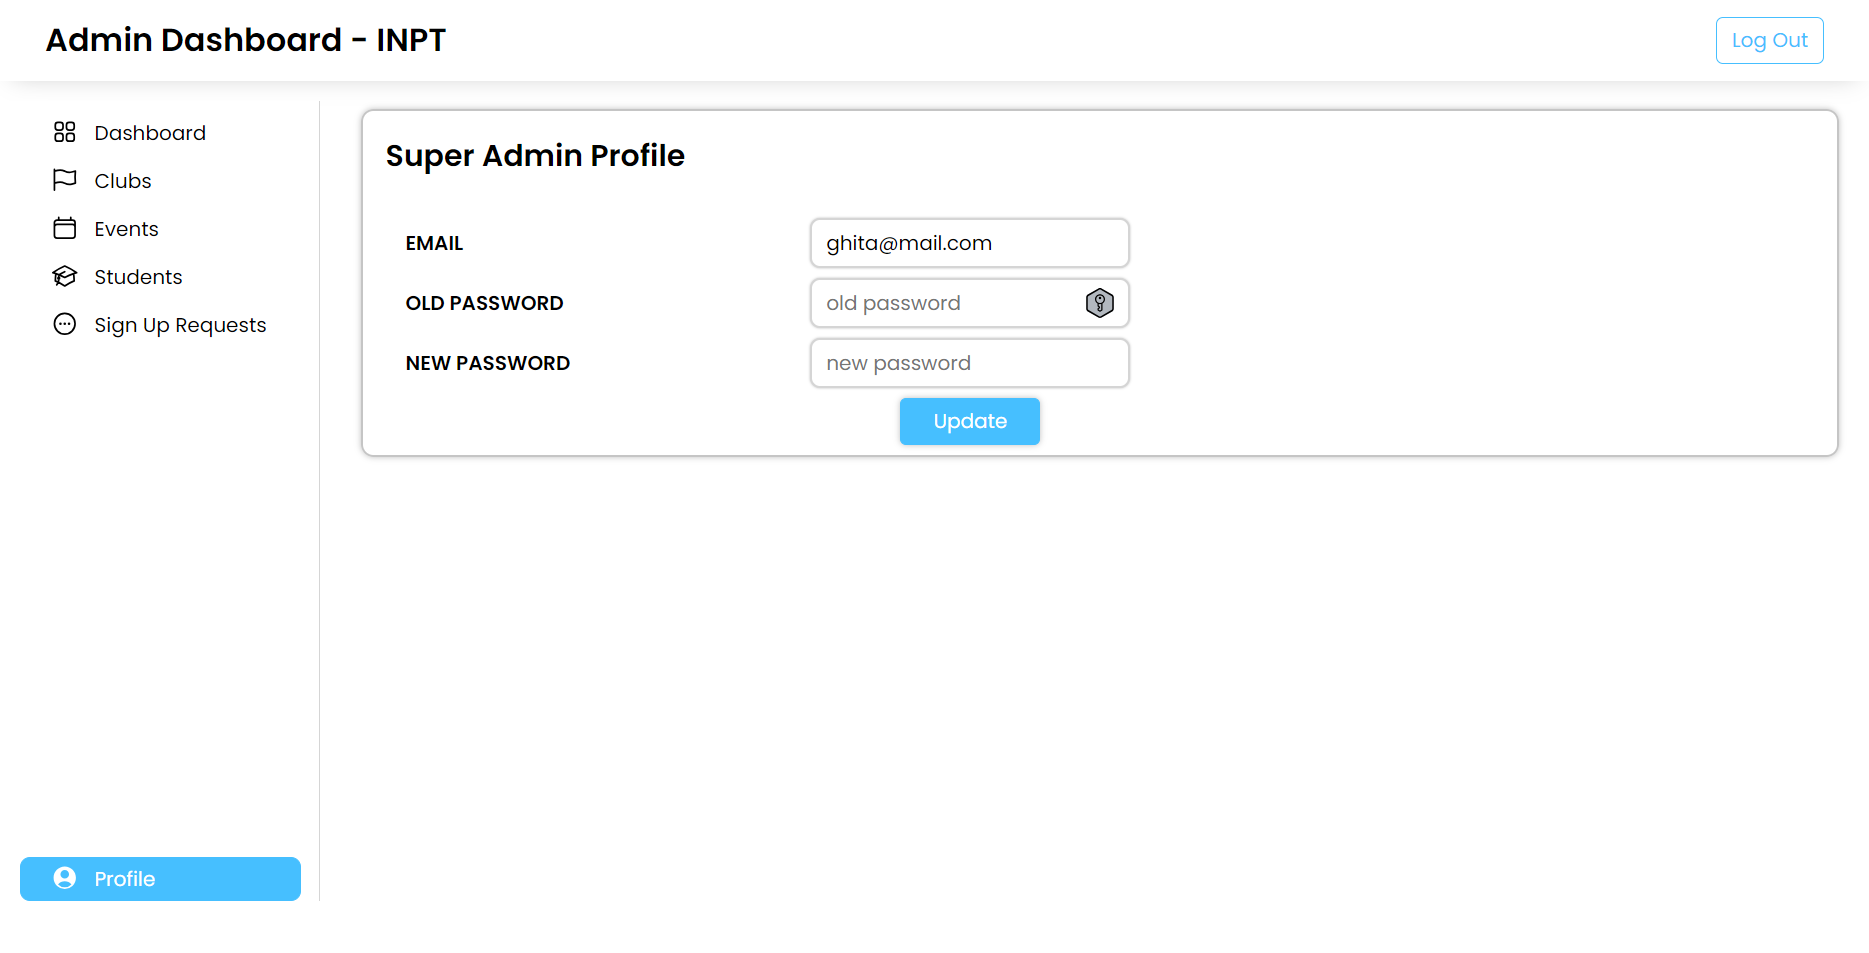 Admin Dashboard - INPT
Log Out
Dashboard
Clubs
Events
Students
Sign Up Requests
Profile
Super Admin Profile
EMAIL
ghita@mail.com
OLD PASSWORD
old password
NEW PASSWORD
new password
Update